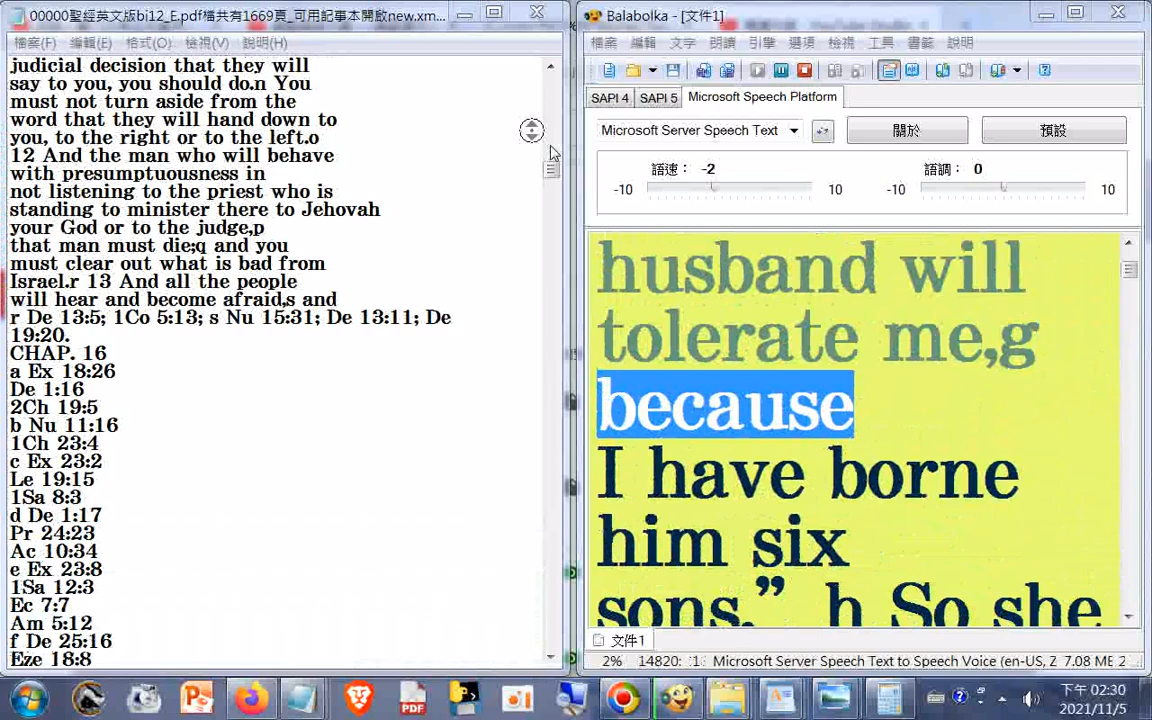 00000聖經英文版bi12_E.pdf檔共有1669頁_可用記事本開啟new.xm...
檔案(F) 編輯(E) 格式(O) 檢視(V) 說明(H)
judicial decision that they will
say to you, you should do.n You
must not turn aside from the
word that they will hand down to
you, to the right or to the left.o
12 And the man who will behave
with presumptuousness in
not listening to the priest who is
standing to minister there to Jehovah
your God or to the judge,p
that man must die;q and you
must clear out what is bad from
Israel.r 13 And all the people
will hear and become afraid,s and
r De 13:5; 1Co 5:13; s Nu 15:31; De 13:11; De
19:20.
CHAP. 16
a Ex 18:26
De 1:16
2Ch 19:5
b Nu 11:16
1Ch 23:4
c Ex 23:2
Le 19:15
1Sa 8:3
d De 1:17
Pr 24:23
Ac 10:34
e Ex 23:8
1Sa 12:3
Ec 7:7
Am 5:12
f De 25:16
Eze 18:8
Balabolka - [文件1]
檔案 編輯 文字 朗讀 引擎 選項 檢視 工具 書籤 說明
SAPI 4 SAPI 5 Microsoft Speech Platform
Microsoft Server Speech Text 關於 預設
語速: -2 語調: 0
-10 10 -10 10
husband will
tolerate me,g
because
I have borne
him six
sons.” h So she
文件1
2% 14820: 1 Microsoft Server Speech Text to Speech Voice (en-US, Z 7.08 ME 2
PDF
下午 02:30
2021/11/5